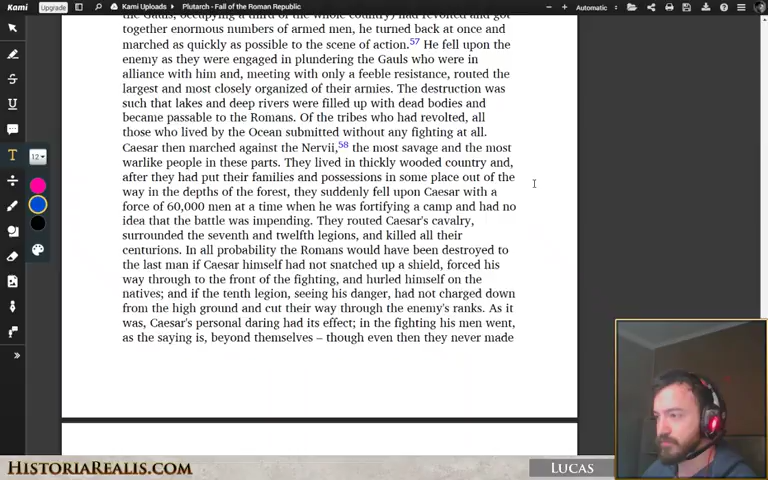 Kami
Upgrade
Kami Uploads
Plutarch - Fall of the Roman Republic
Automatic
T
12
the Gauls, occupying a third of the whole country) had revolted and got
together enormous numbers of armed men, he turned back at once and
marched as quickly as possible to the scene of action.57 He fell upon the
enemy as they were engaged in plundering the Gauls who were in
alliance with him and, meeting with only a feeble resistance, routed the
largest and most closely organized of their armies. The destruction was
such that lakes and deep rivers were filled up with dead bodies and
became passable to the Romans. Of the tribes who had revolted, all
those who lived by the Ocean submitted without any fighting at all.
Caesar then marched against the Nervii,58 the most savage and the most
warlike people in these parts. They lived in thickly wooded country and,
after they had put their families and possessions in some place out of the
way in the depths of the forest, they suddenly fell upon Caesar with a
force of 60,000 men at a time when he was fortifying a camp and had no
idea that the battle was impending. They routed Caesar's cavalry,
surrounded the seventh and twelfth legions, and killed all their
centurions. In all probability the Romans would have been destroyed to
the last man if Caesar himself had not snatched up a shield, forced his
way through to the front of the fighting, and hurled himself on the
natives; and if the tenth legion, seeing his danger, had not charged down
from the high ground and cut their way through the enemy's ranks. As it
was, Caesar's personal daring had its effect; in the fighting his men went,
as the saying is, beyond themselves – though even then they never made
HISTORIAREALIS.COM
LUCAS